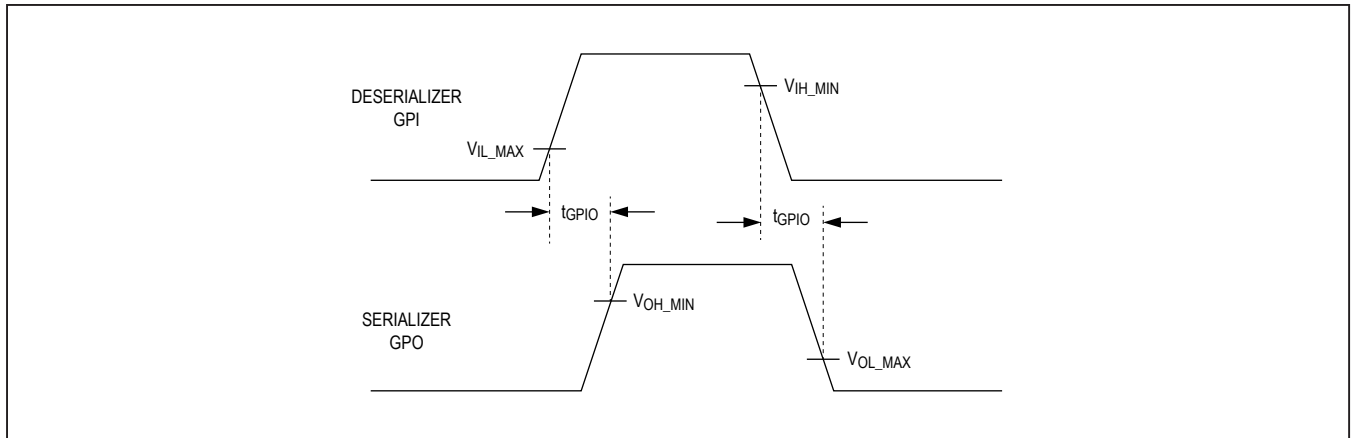 DESERIALIZER
GPI
VIH_MIN
VIL_MAX
tGPIO
tGPIO
SERIALIZER
GPO
VOH_MIN
VOL_MAX